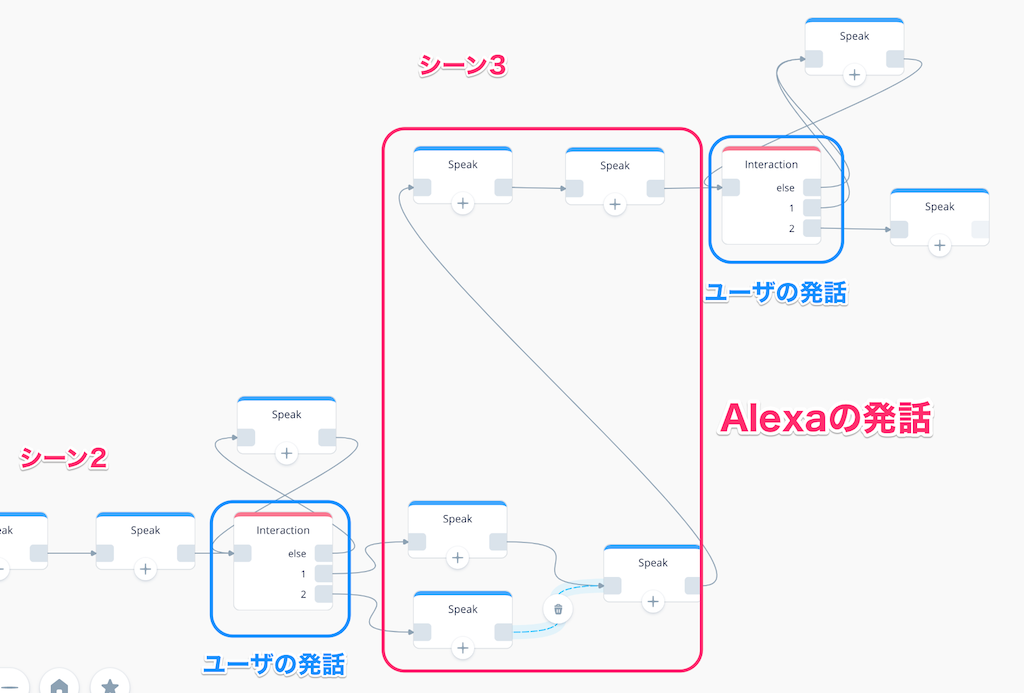 Speak
シーン3
Speak
Speak
Interaction
else
1
2
Speak
ユーザの発話
Alexaの発話
Speak
シーン2
eak
Speak
Interaction
else
1
2
Speak
Speak
Speak
ユーザの発話